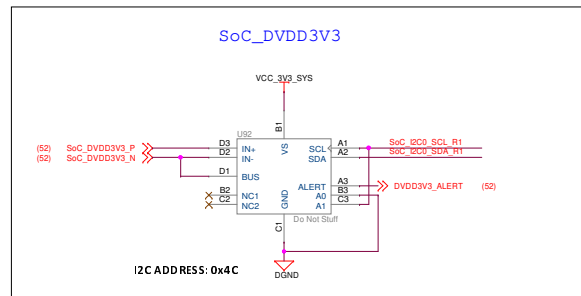 SoC_DVDD3V3
VCC_3V3_SYS
U92
B1
(52) SoC_DVDD3V3_P D3 IN+ VS SCL A1 SoC_I2C0_SCL_R1
(52) SoC_DVDD3V3_N D2 IN- SDA A2 SoC_I2C0_SDA_R1
D1 BUS
ALERT A3 DVDD3V3_ALERT (52)
B2 NC1 GND A0 B3
C2 NC2 A1 C3
C1 Do Not Stuff
I2C ADDRESS: 0x4C
DGND